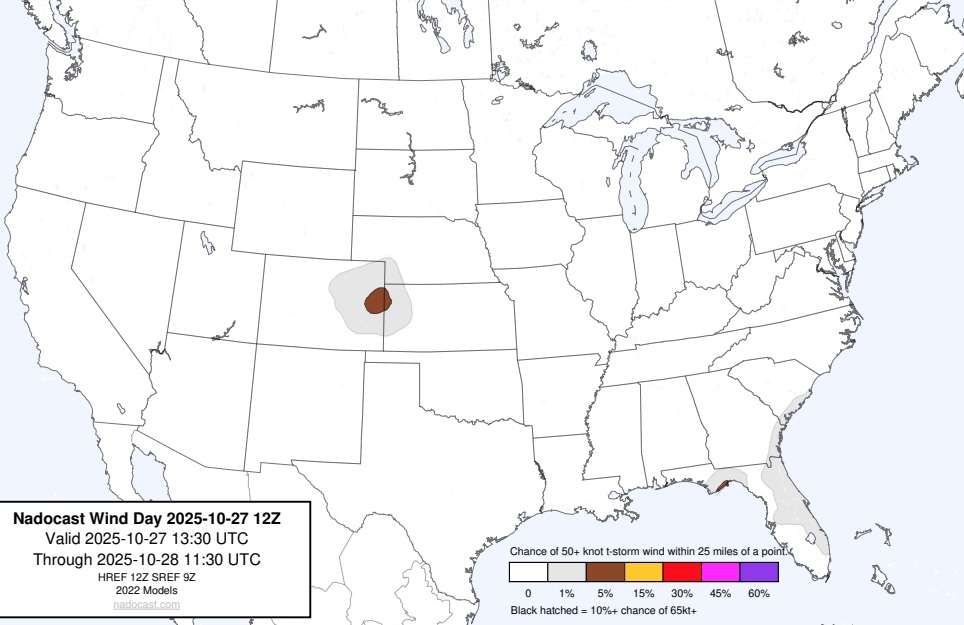 Nadocast Wind Day 2025-10-27 12Z
Valid 2025-10-27 13:30 UTC
Through 2025-10-28 11:30 UTC
HREF 12Z SREF 9Z
2022 Models
nadocast.com
Chance of 50+ knot t-storm wind within 25 miles of a point.
0 1% 5% 15% 30% 45% 60%
Black hatched = 10%+ chance of 65kt+